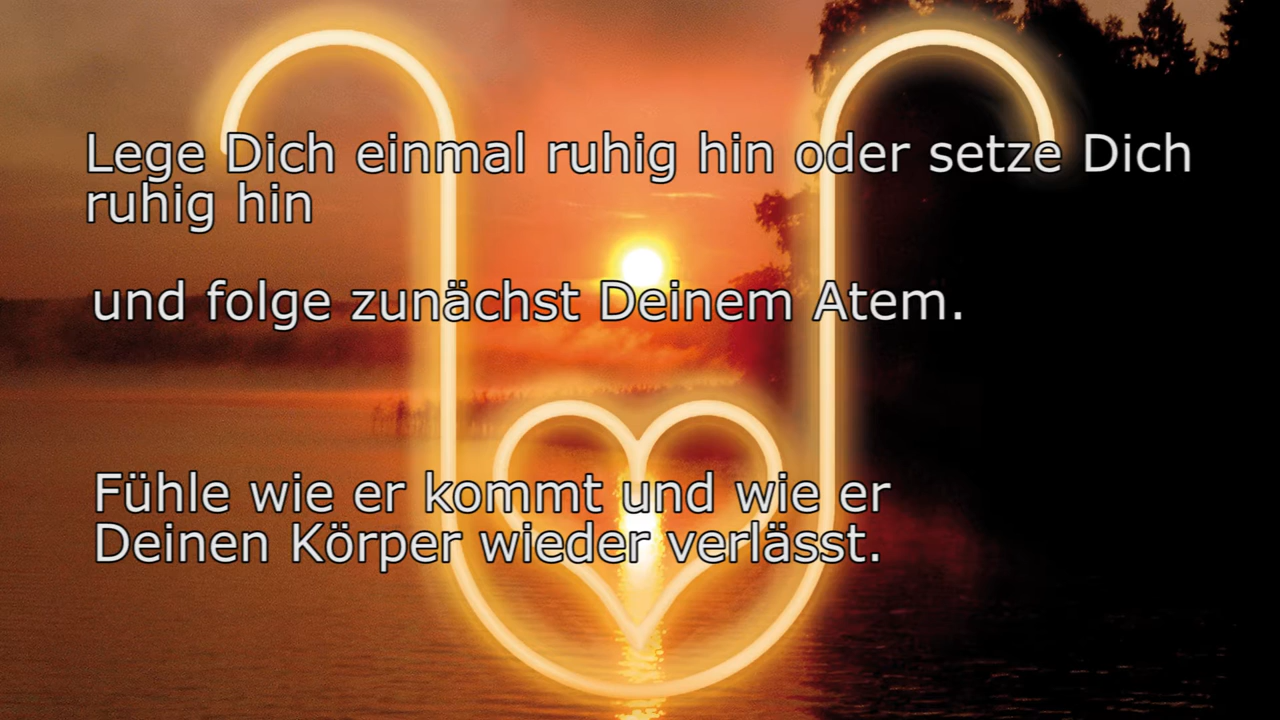 Lege Dich einmal ruhig hin oder setze Dich
ruhig hin
und folge zunächst Deinem Atem.
Fühle wie er kommt und wie er
Deinen Körper wieder verlässt.